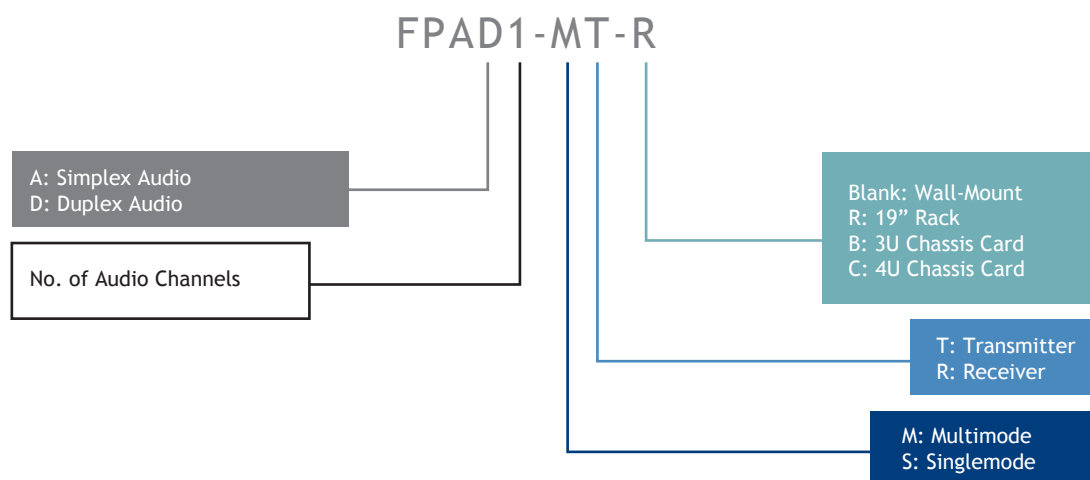 FPAD1-MT-R
A: Simplex Audio
D: Duplex Audio
No. of Audio Channels
Blank: Wall-Mount
R: 19” Rack
B: 3U Chassis Card
C: 4U Chassis Card
T: Transmitter
R: Receiver
M: Multimode
S: Singlemode